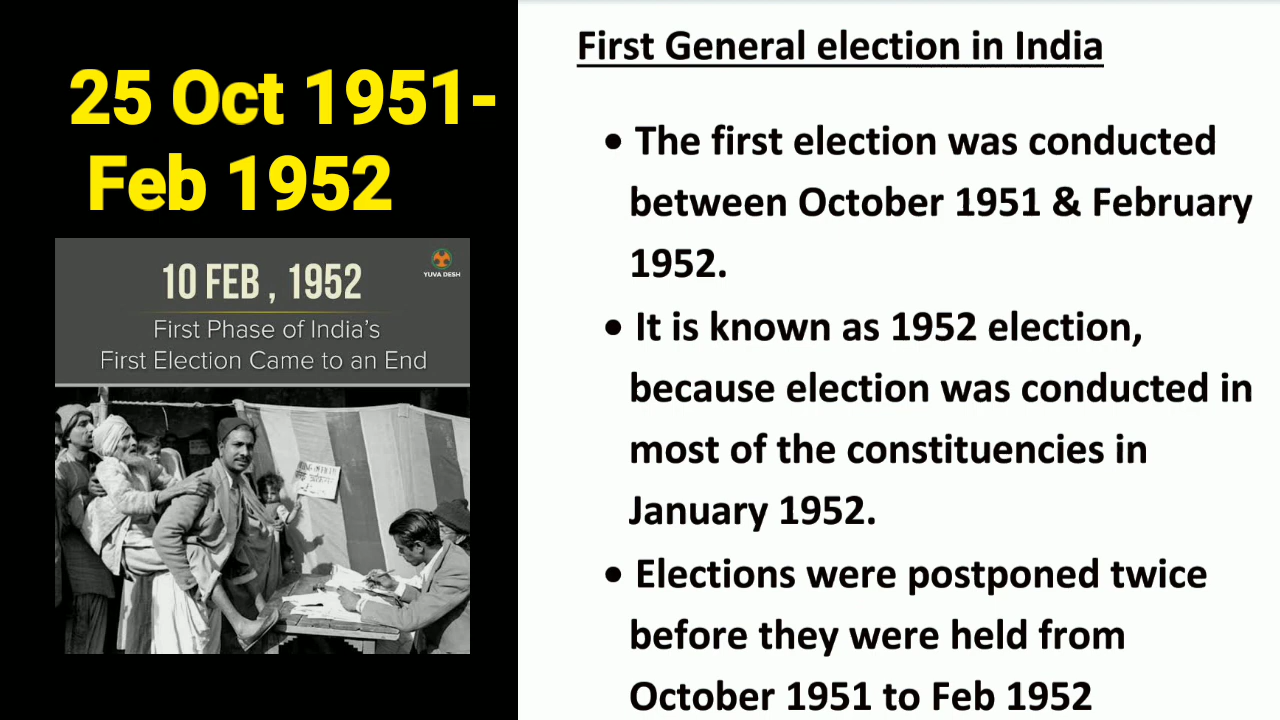 25 Oct 1951-
Feb 1952
10 FEB , 1952
YUVA DESH
First Phase of India's
First Election Came to an End
First General election in India
• The first election was conducted
between October 1951 & February
1952.
• It is known as 1952 election,
because election was conducted in
most of the constituencies in
January 1952.
• Elections were postponed twice
before they were held from
October 1951 to Feb 1952